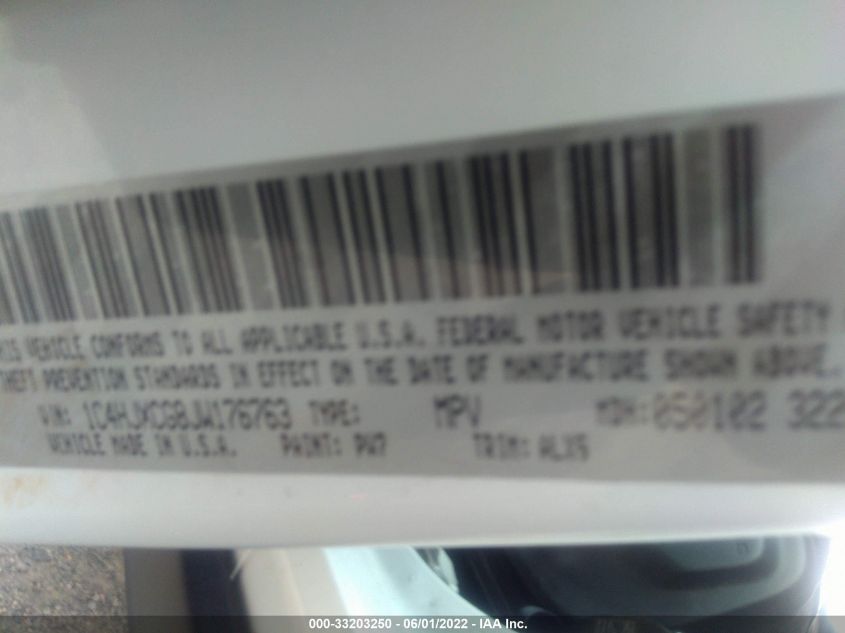 THIS VEHICLE CONFORMS TO ALL APPLICABLE U.S.A. FEDERAL MOTOR VEHICLE SAFETY
THEFT PREVENTION STANDARDS IN EFFECT ON THE DATE OF MANUFACTURE SHOWN ABOVE.
VIN: 1C4HJXCG8JW176763 TYPE: MPV MDH:050102 322
VEHICLE MADE IN U.S.A. PAINT: PW7 TRIM: ALX5
000-33203250 - 06/01/2022 - IAA Inc.